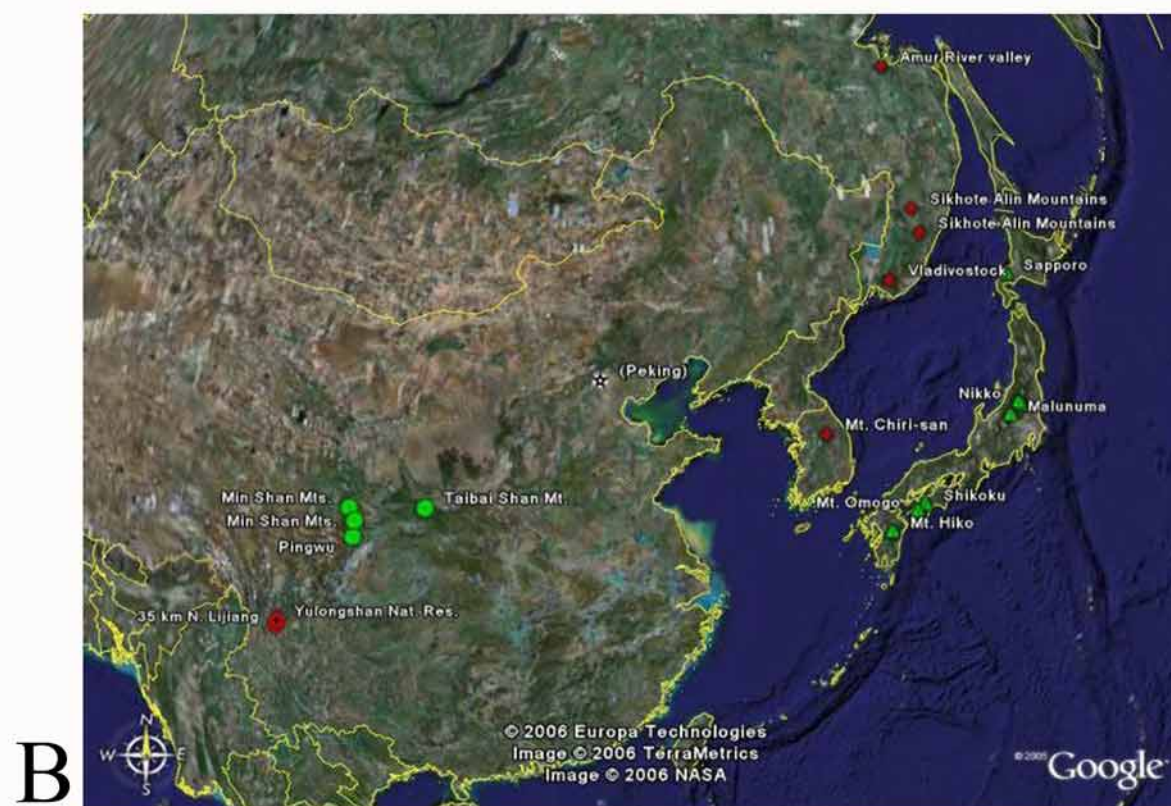 Amur River valley
Sikhote Alin Mountains
Sikhote Alin Mountains
Vladivostock
Sapporo
(Peking)
Nikko
Malunuma
Mt. Chiri-san
Min Shan Mts.
Taibai Shan Mt.
Min Shan Mts.
Pingwu
Mt. Omogo
Shikoku
Mt. Hiko
35 km N. Lijiang
Yulongshan Nat. Res.
N
W E
S
© 2006 Europa Technologies
Image © 2006 TerraMetrics
Image © 2006 NASA
© 2005 Google
B